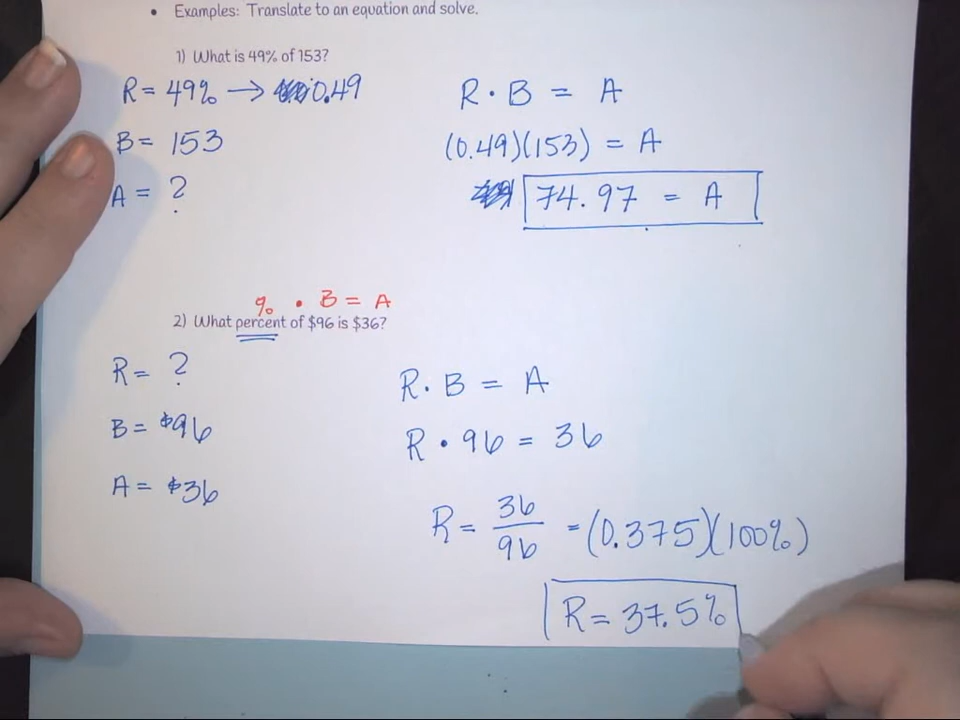 • Examples: Translate to an equation and solve.
1) What is 49% of 153?
R = 49% → 0.49
B = 153
A = ?
R · B = A
(0.49)(153) = A
74.97 = A
% · B = A
2) What percent of $96 is $36?
R = ?
B = $96
A = $36
R · B = A
R · 96 = 36
R = 36/96 = (0.375)(100%)
R = 37.5%